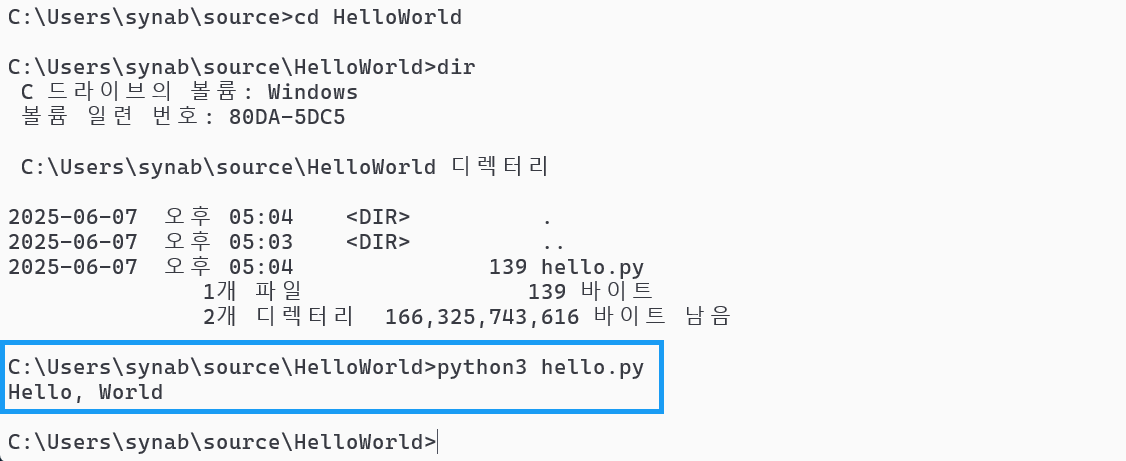 C:\Users\synab\source>cd HelloWorld
C:\Users\synab\source\HelloWorld>dir
C 드라이브의 볼륨: Windows
볼륨 일련 번호: 80DA-5DC5
C:\Users\synab\source\HelloWorld 디렉터리
2025-06-07 오후 05:04 <DIR> .
2025-06-07 오후 05:03 <DIR> ..
2025-06-07 오후 05:04 139 hello.py
1개 파일 139 바이트
2개 디렉터리 166,325,743,616 바이트 남음
C:\Users\synab\source\HelloWorld>python3 hello.py
Hello, World
C:\Users\synab\source\HelloWorld>